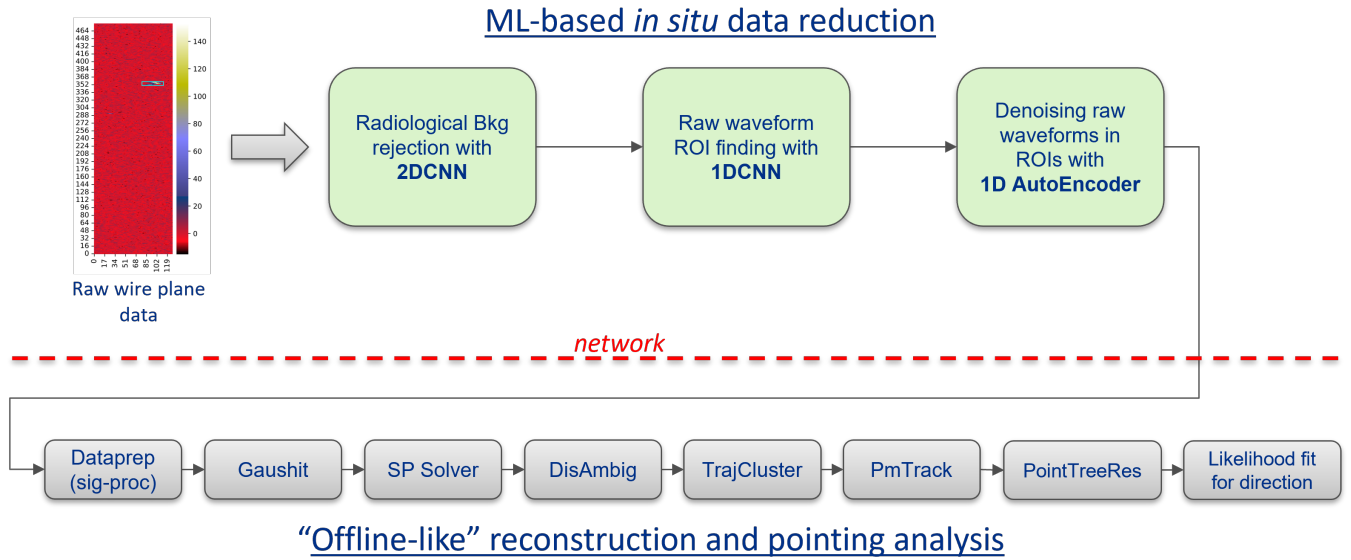 ML-based in situ data reduction
464
448
432
416
400
384
368
352
336
320
304
288
272
256
240
224
208
192
176
160
144
128
112
96
80
64
48
32
16
0
0
17
34
51
68
85
102
119
140
120
100
80
60
40
20
0
Raw wire plane
data
Radiological Bkg
rejection with
2DCNN
Raw waveform
ROI finding with
1DCNN
Denoising raw
waveforms in
ROIs with
1D AutoEncoder
network
Dataprep
(sig-proc)
Gaushit
SP Solver
DisAmbig
TrajCluster
PmTrack
PointTreeRes
Likelihood fit
for direction
“Offline-like” reconstruction and pointing analysis